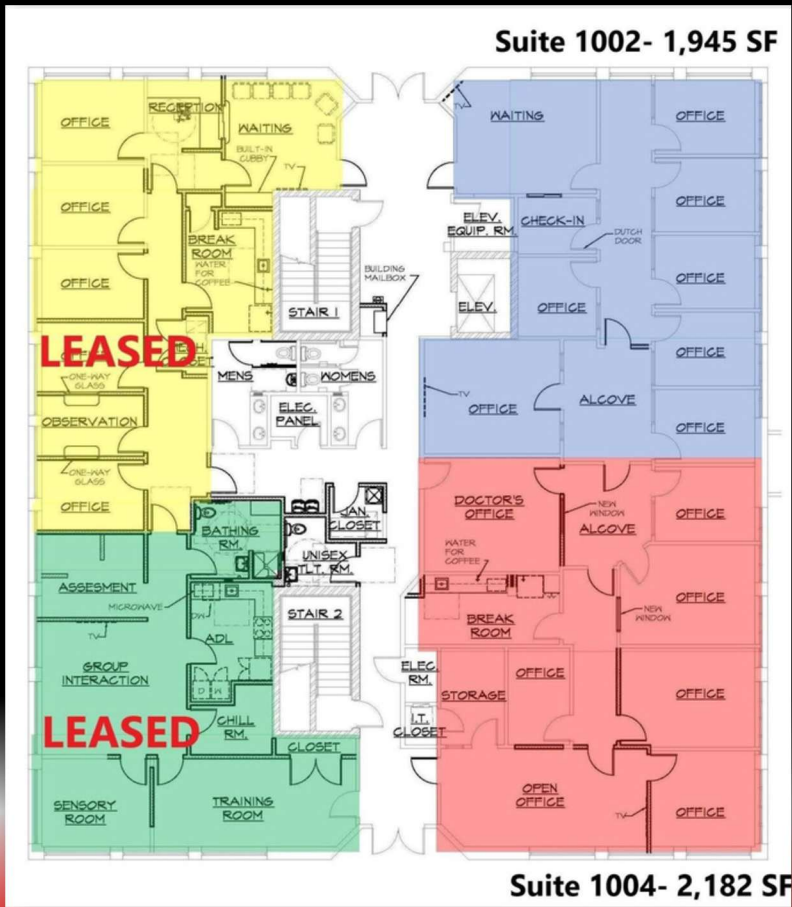 Suite 1002- 1,945 SF
OFFICE
RECEPTION
WAITING
BUILT-IN
CUBBY
TV
OFFICE
BREAK
ROOM
WATER
FOR
COFFEE
OFFICE
LEASED
ONE-WAY
GLASS
OBSERVATION
ONE-WAY
GLASS
OFFICE
STAIR 1
BUILDING
MAILBOX
ELEV.
EQUIP. RM.
ELEV.
MENS
WOMENS
ELEC.
PANEL
TV
WAITING
OFFICE
OFFICE
CHECK-IN
DUTCH
DOOR
OFFICE
OFFICE
OFFICE
TV
OFFICE
ALCOVE
OFFICE
BATHING
RM.
JAN.
CLOSET
UNISEX
TLT. RM.
ASSESMENT
MICROWAVE
DW
TV
ADL
STAIR 2
GROUP
INTERACTION
D
W
LEASED
CHILL
RM.
CLOSET
SENSORY
ROOM
TRAINING
ROOM
DOCTOR'S
OFFICE
NEW
WINDOW
ALCOVE
OFFICE
WATER
FOR
COFFEE
OFFICE
BREAK
ROOM
NEW
WINDOW
ELEC.
RM.
STORAGE
OFFICE
OFFICE
I.T.
CLOSET
OPEN
OFFICE
TV
OFFICE
Suite 1004- 2,182 SF